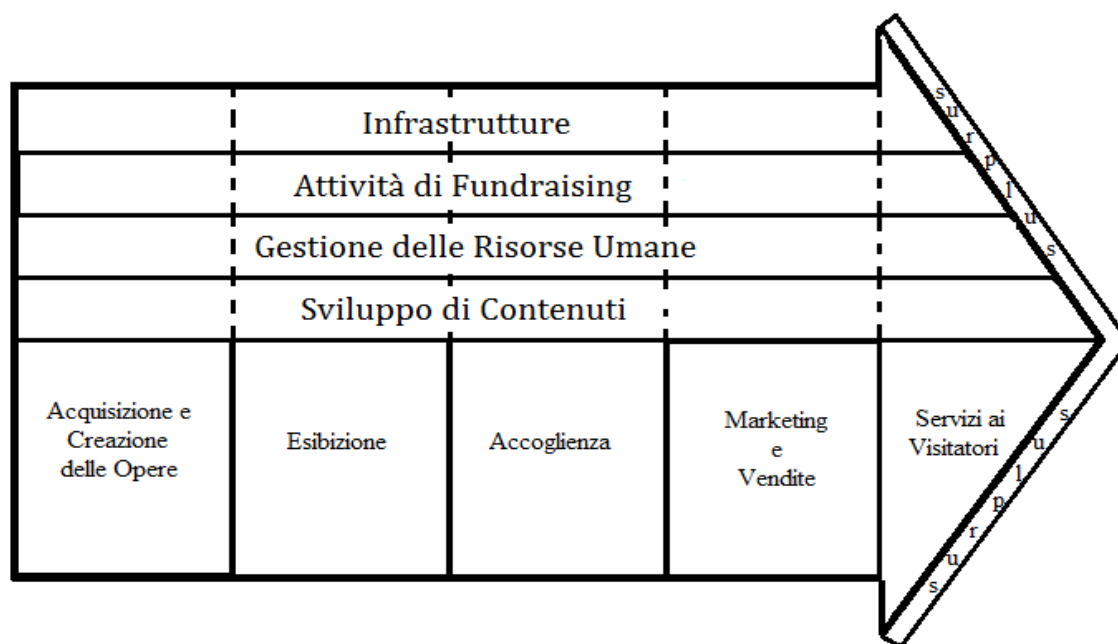 Infrastrutture
Attività di Fundraising
Gestione delle Risorse Umane
Sviluppo di Contenuti
Acquisizione e
Creazione
delle Opere
Esibizione
Accoglienza
Marketing
e
Vendite
Servizi ai
Visitatori
surplus
surplus